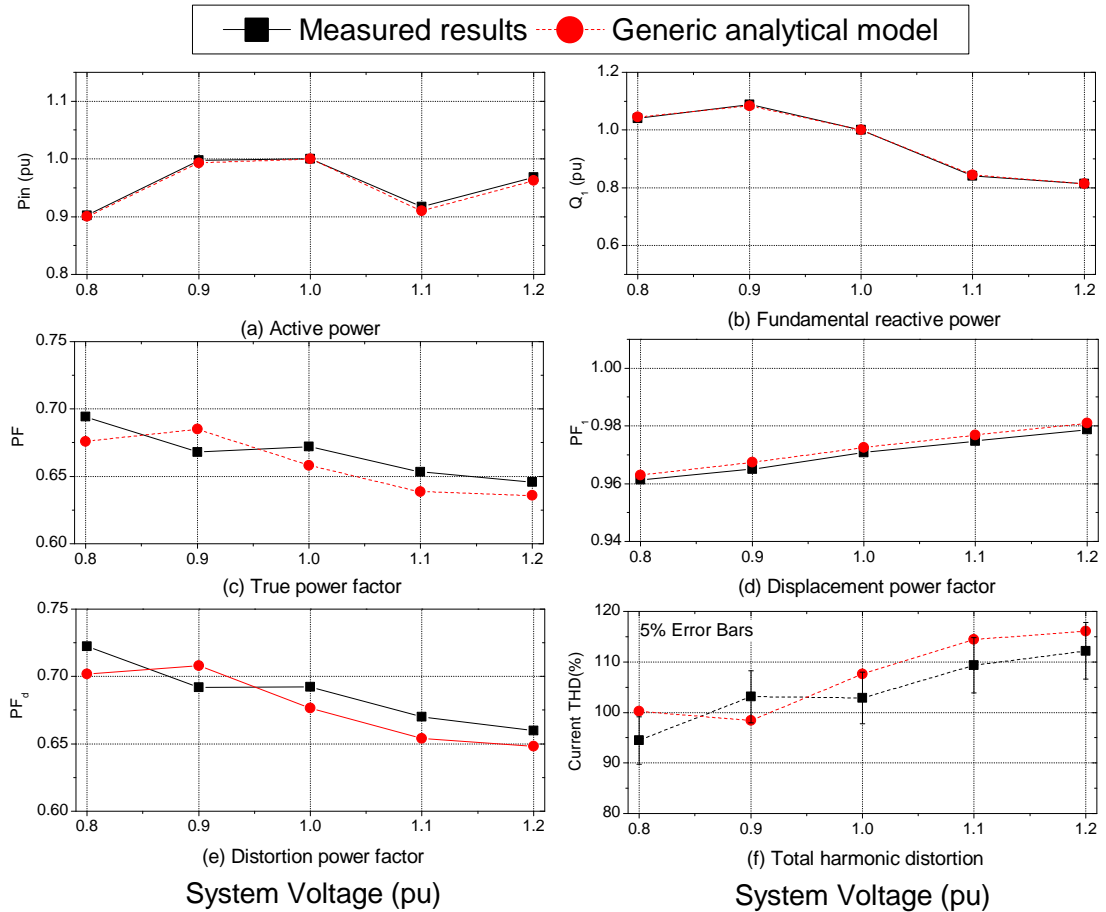 Measured results Generic analytical model
1.1
1.0
0.9
0.8
Pin (pu)
0.8 0.9 1.0 1.1 1.2
(a) Active power
1.2
1.0
0.8
0.6
Q1 (pu)
0.8 0.9 1.0 1.1 1.2
(b) Fundamental reactive power
0.75
0.70
0.65
0.60
PF
0.8 0.9 1.0 1.1 1.2
(c) True power factor
1.00
0.98
0.96
0.94
PF1
0.8 0.9 1.0 1.1 1.2
(d) Displacement power factor
0.75
0.70
0.65
0.60
PFd
0.8 0.9 1.0 1.1 1.2
(e) Distortion power factor
System Voltage (pu)
120
110
100
90
80
Current THD(%)
5% Error Bars
0.8 0.9 1.0 1.1 1.2
(f) Total harmonic distortion
System Voltage (pu)